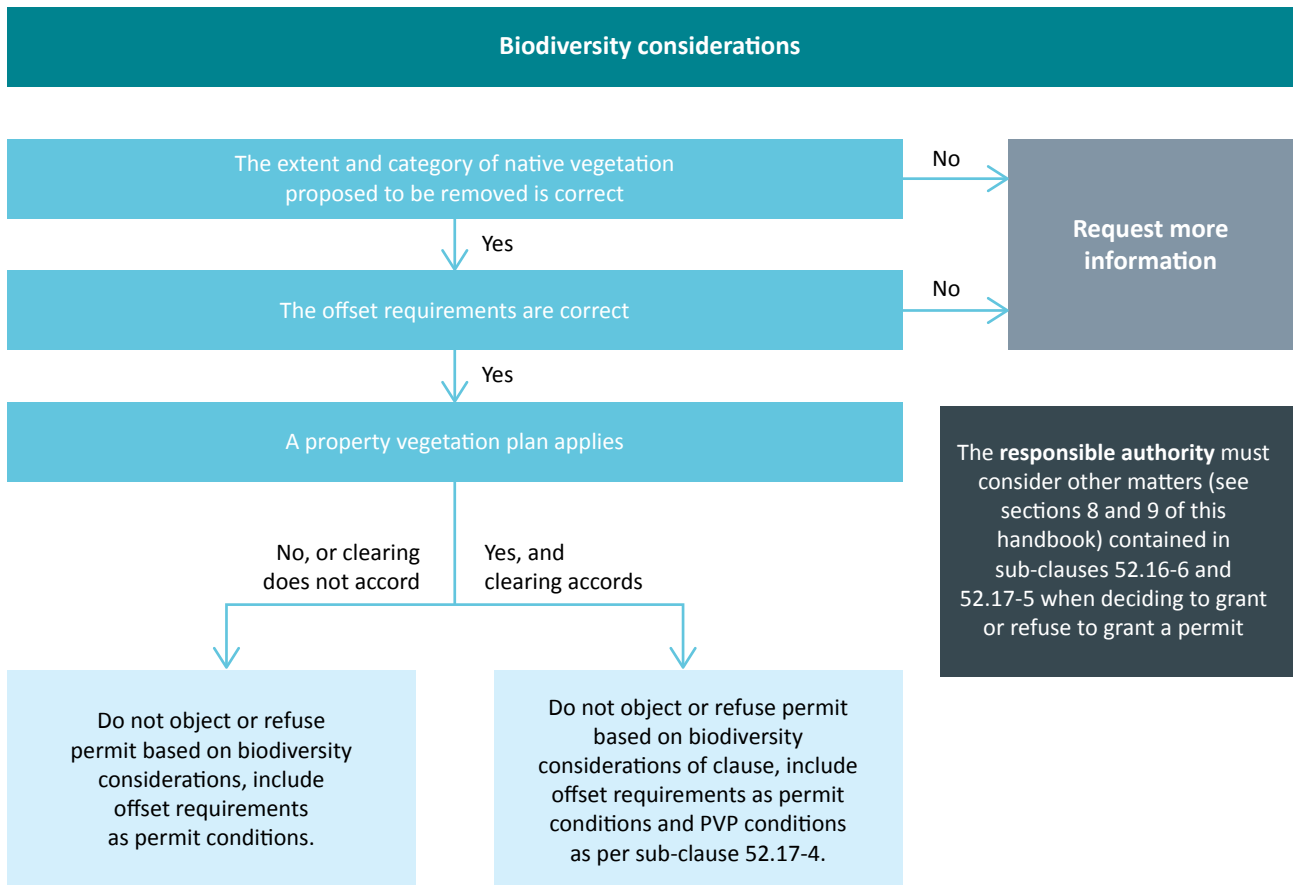 Biodiversity considerations
The extent and category of native vegetation
proposed to be removed is correct
No
Request more
information
Yes
The offset requirements are correct
No
Yes
A property vegetation plan applies
The responsible authority must
consider other matters (see
sections 8 and 9 of this
handbook) contained in
sub-clauses 52.16-6 and
52.17-5 when deciding to grant
or refuse to grant a permit
No, or clearing
does not accord
Yes, and
clearing accords
Do not object or refuse
permit based on biodiversity
considerations, include
offset requirements
as permit conditions.
Do not object or refuse permit
based on biodiversity
considerations of clause, include
offset requirements as permit
conditions and PVP conditions
as per sub-clause 52.17-4.